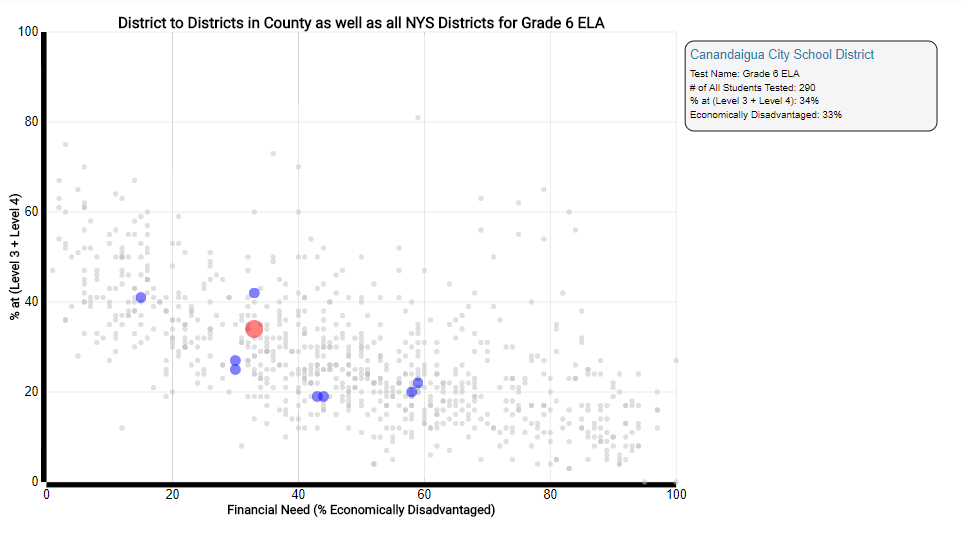 District to Districts in County as well as all NYS Districts for Grade 6 ELA
Canandaigua City School District
Test Name: Grade 6 ELA
# of All Students Tested: 290
% at (Level 3 + Level 4): 34%
Economically Disadvantaged: 33%
% at (Level 3 + Level 4)
100
80
60
40
20
0
0 20 40 60 80 100
Financial Need (% Economically Disadvantaged)